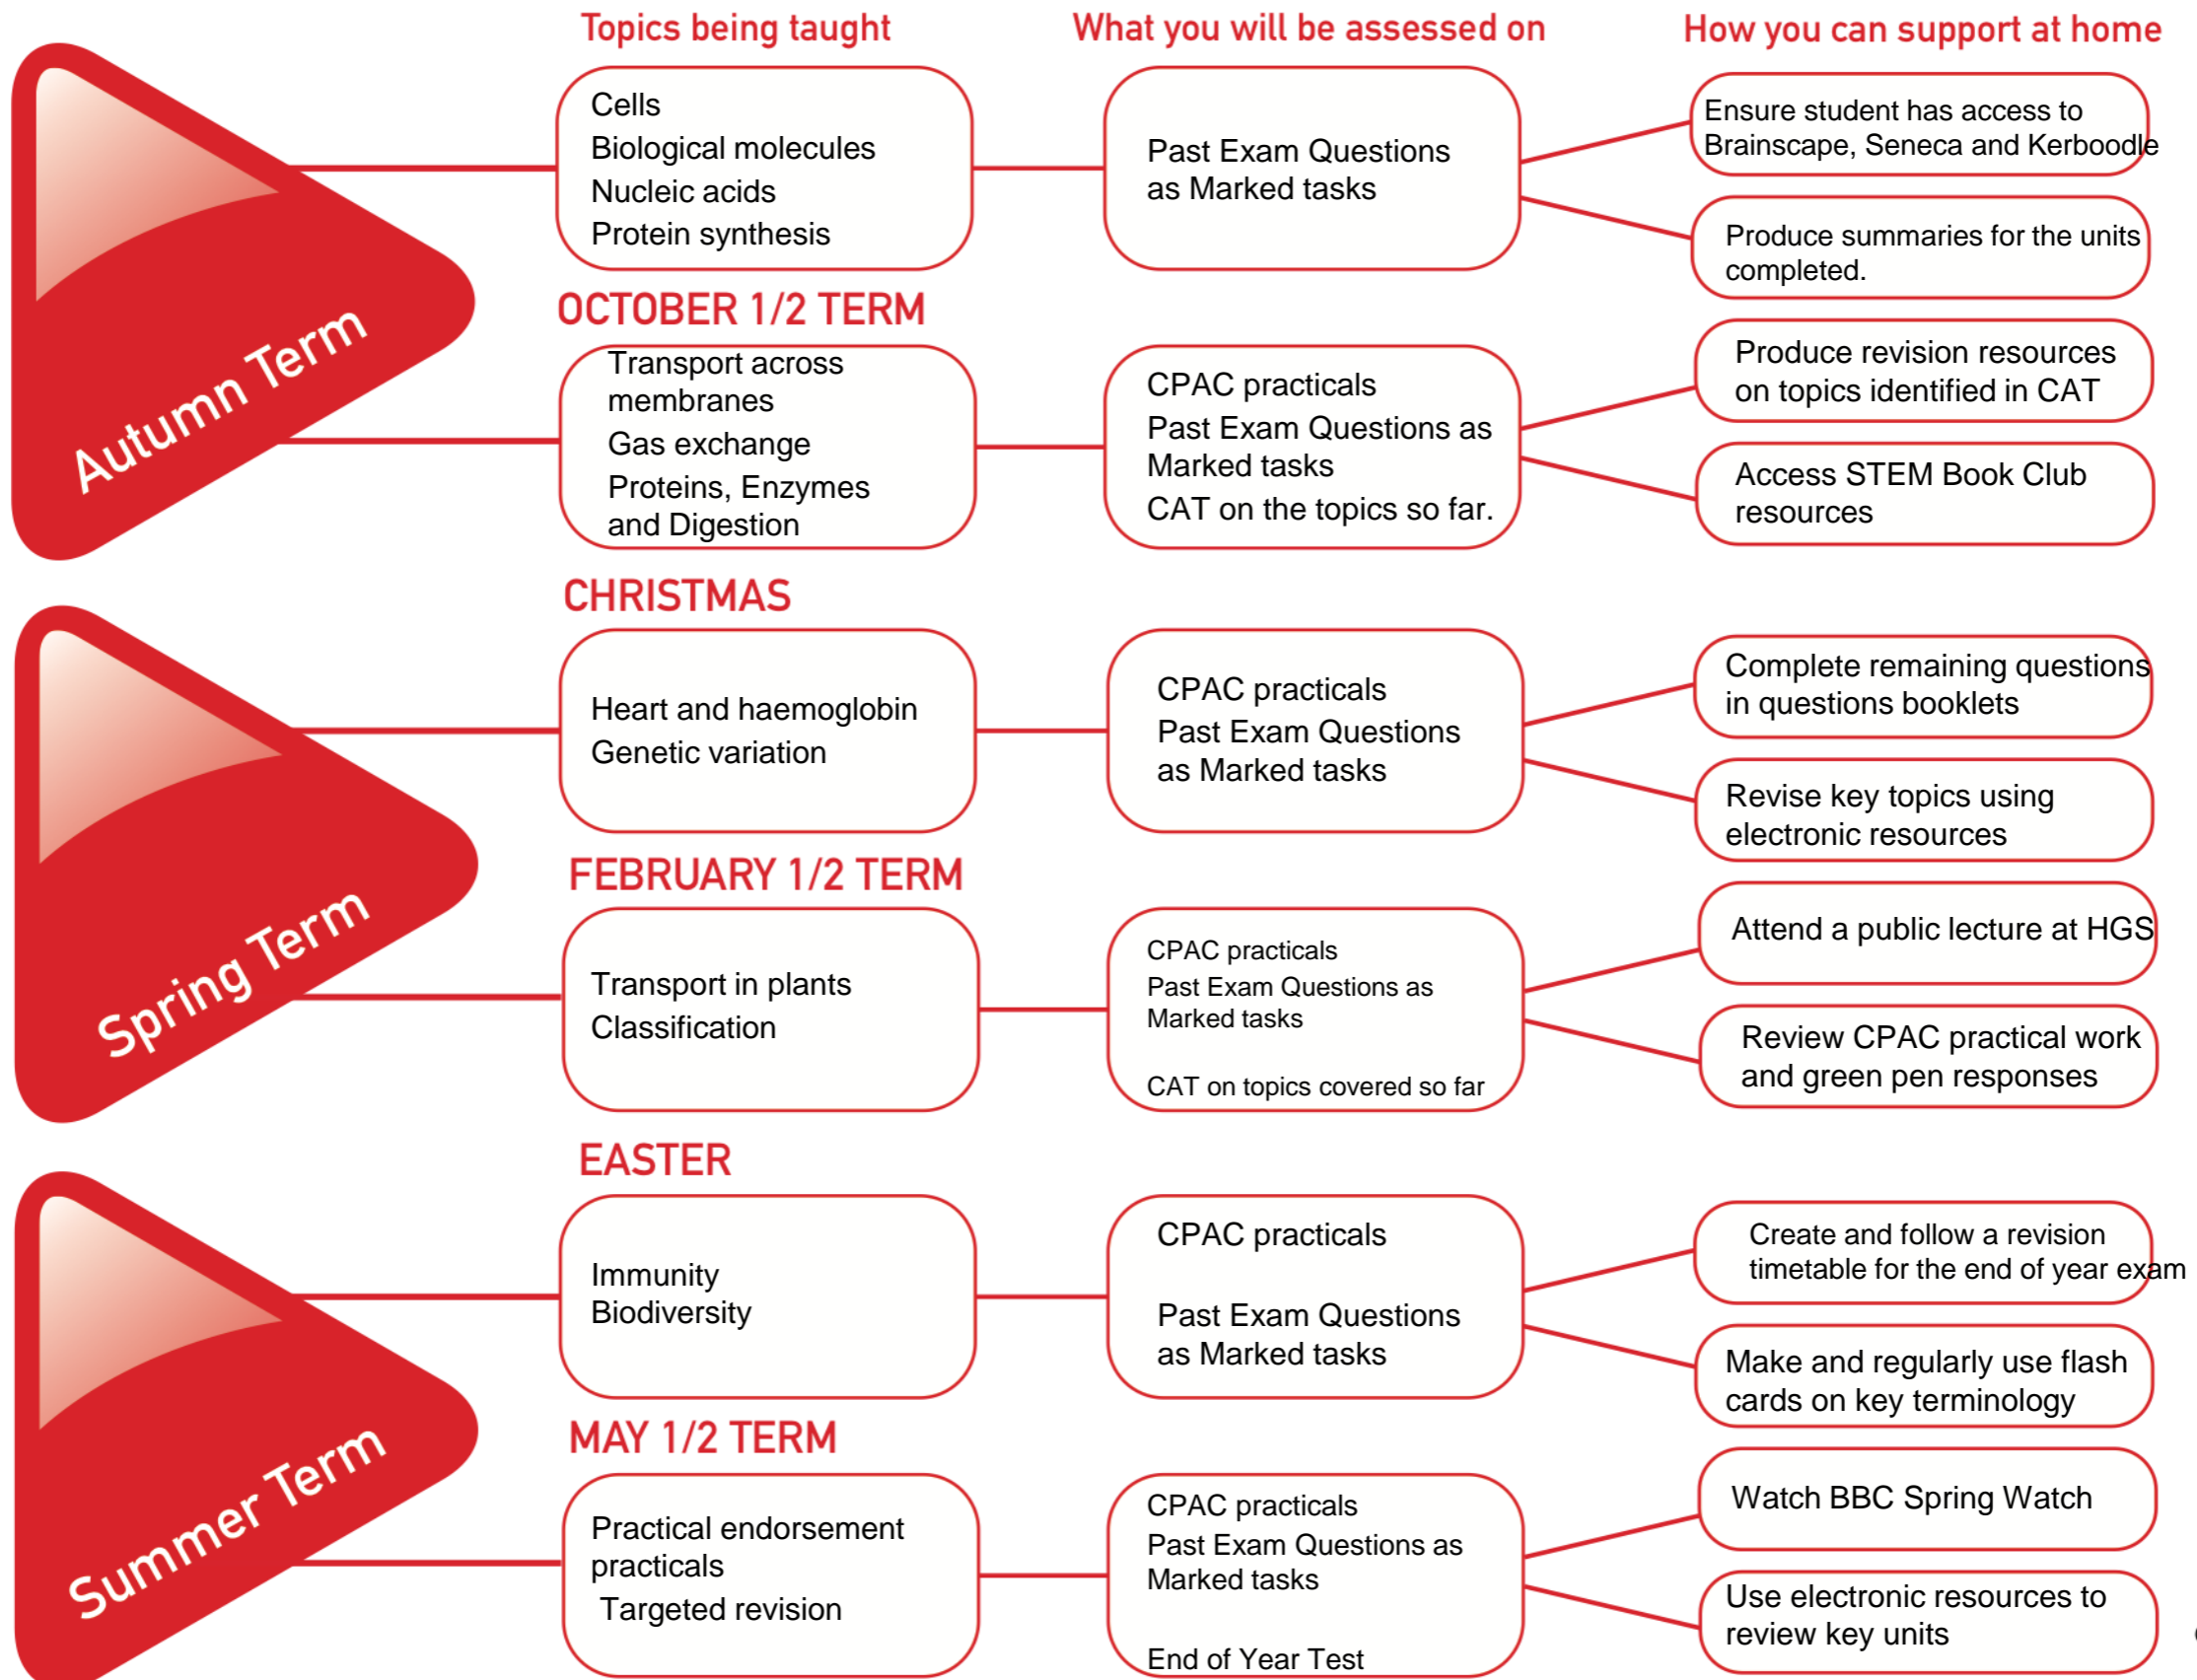 Topics being taught
What you will be assessed on
How you can support at home
Autumn Term
Cells
Biological molecules
Nucleic acids
Protein synthesis
Past Exam Questions
as Marked tasks
Ensure student has access to
Brainscape, Seneca and Kerboodle
Produce summaries for the units
completed.
OCTOBER 1/2 TERM
Transport across
membranes
Gas exchange
Proteins, Enzymes
and Digestion
CPAC practicals
Past Exam Questions as
Marked tasks
CAT on the topics so far.
Produce revision resources
on topics identified in CAT
Access STEM Book Club
resources
CHRISTMAS
Spring Term
Heart and haemoglobin
Genetic variation
CPAC practicals
Past Exam Questions
as Marked tasks
Complete remaining questions
in questions booklets
Revise key topics using
electronic resources
FEBRUARY 1/2 TERM
Transport in plants
Classification
CPAC practicals
Past Exam Questions as
Marked tasks
CAT on topics covered so far
Attend a public lecture at HGS
Review CPAC practical work
and green pen responses
EASTER
Summer Term
Immunity
Biodiversity
CPAC practicals
Past Exam Questions
as Marked tasks
Create and follow a revision
timetable for the end of year exam
Make and regularly use flash
cards on key terminology
MAY 1/2 TERM
Practical endorsement
practicals
Targeted revision
CPAC practicals
Past Exam Questions as
Marked tasks
End of Year Test
Watch BBC Spring Watch
Use electronic resources to
review key units